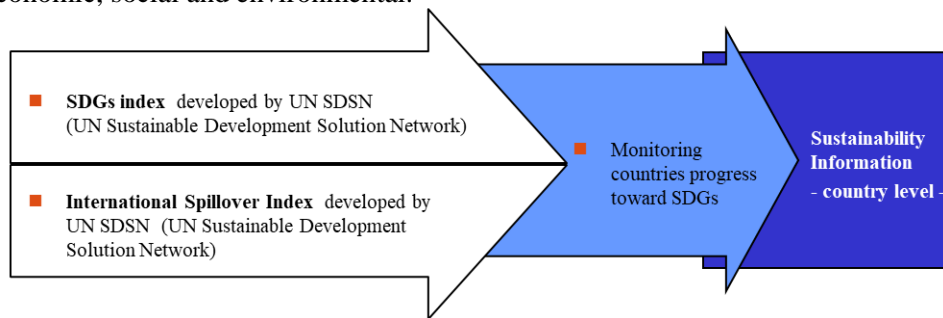 economic, social and environmental.
SDGs index developed by UN SDSN
(UN Sustainable Development Solution Network)
International Spillover Index developed by
UN SDSN (UN Sustainable Development
Solution Network)
Monitoring
countries progress
toward SDGs
Sustainability
Information
- country level -